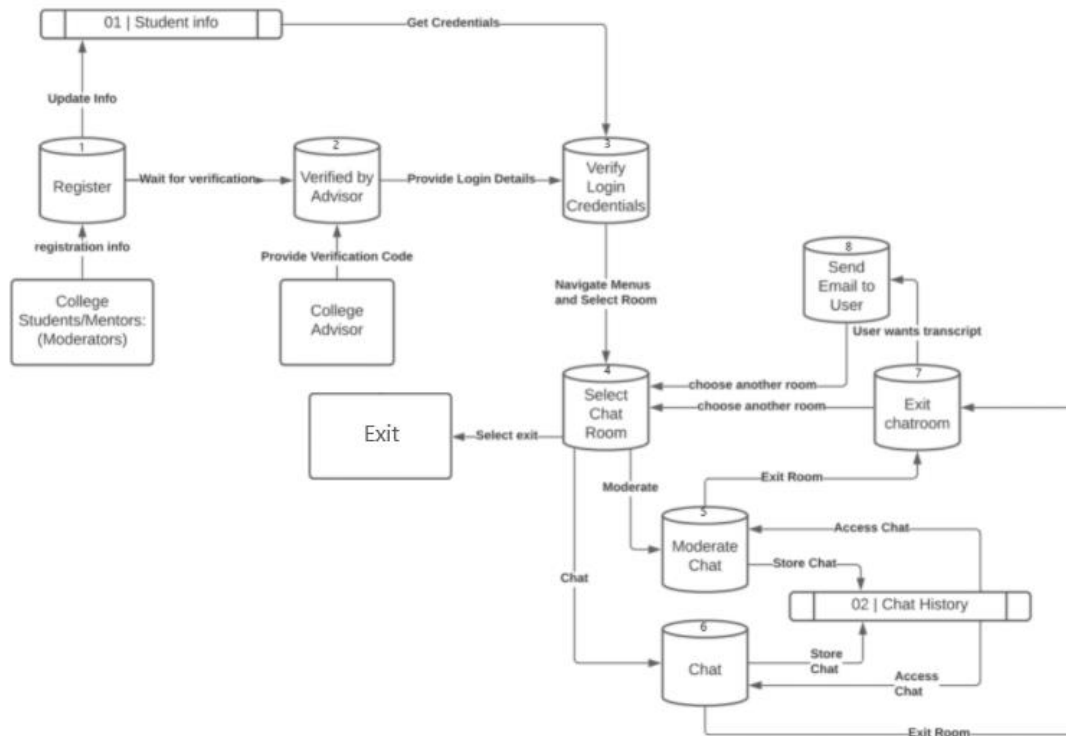 01 | Student info
Get Credentials
Update Info
1
Register
Wait for verification
2
Verified by
Advisor
Provide Login Details
3
Verify
Login
Credentials
registration info
Provide Verification Code
College
Students/Mentors:
(Moderators)
College
Advisor
Navigate Menus
and Select Room
8
Send
Email to
User
User wants transcript
4
Select
Chat
Room
choose another room
choose another room
7
Exit
chatroom
Exit
Select exit
Moderate
Exit Room
5
Moderate
Chat
Access Chat
Store Chat
Chat
02 | Chat History
6
Chat
Store
Chat
Access
Chat
Exit Room